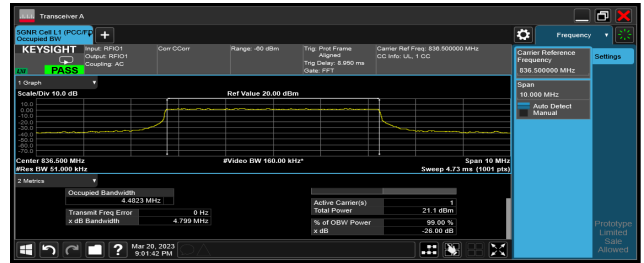 Transceiver A
5GNR Cell L1 (PCC/F
Occupied BW
Frequency
KEYSIGHT
Input: RFIO1
Output: RFIO1
Coupling: AC
Corr CCorr
Range: -60 dBm
Trig: Prot Frame
Aligned
Trig Delay: 8.950 ms
Gate: FFT
Carrier Ref Freq: 836.500000 MHz
CC Info: UL, 1 CC
PASS
Carrier Reference
Frequency
836.500000 MHz
Settings
Span
10.000 MHz
Auto Detect
Manual
1 Graph
Scale/Div 10.0 dB
Ref Value 20.00 dBm
10.0
0.00
-10.0
-20.0
-30.0
-40.0
-50.0
-60.0
-70.0
Center 836.500 MHz
#Video BW 160.00 kHz*
Span 10 MHz
#Res BW 51.000 kHz
Sweep 4.73 ms (1001 pts)
2 Metrics
Occupied Bandwidth
4.4823 MHz
Transmit Freq Error
0 Hz
x dB Bandwidth
4.799 MHz
Active Carrier(s)
1
Total Power
21.1 dBm
% of OBW Power
99.00 %
x dB
-26.00 dB
Mar 20, 2023
9:01:42 PM
Prototype
Limited
Sale
Allowed